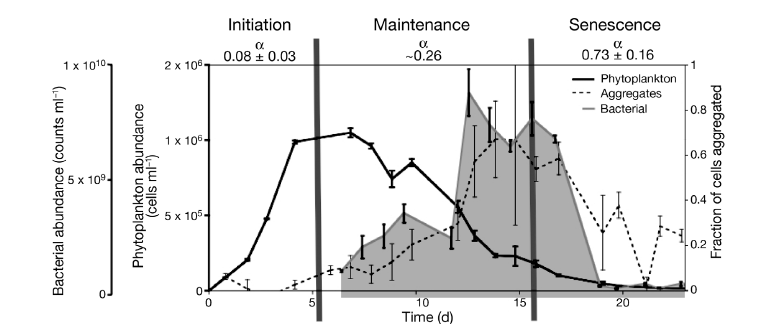 Initiation
Maintenance
Senescence
α
0.08 ± 0.03
α
~0.26
α
0.73 ± 0.16
1 x 10¹⁰
5 x 10⁹
0
Bacterial abundance (counts ml⁻¹)
2 x 10⁶
1 x 10⁶
5 x 10⁵
0
Phytoplankton abundance
(cells ml⁻¹)
Phytoplankton
Aggregates
Bacterial
1
0.8
0.6
0.4
0.2
0
Fraction of cells aggregated
0
5
10
15
20
Time (d)